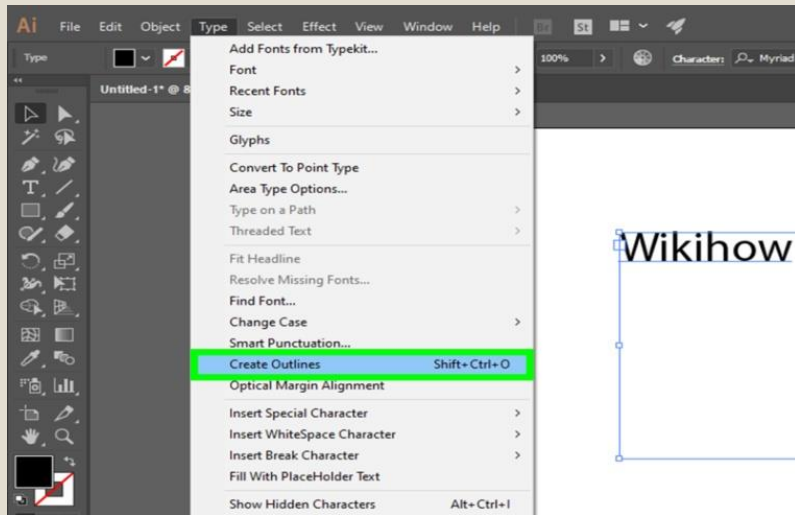 Ai File Edit Object Type Select Effect View Window Help Br St
Type 100% Character: Myriad
Untitled-1* @ 8
Add Fonts from Typekit...
Font
Recent Fonts
Size
Glyphs
Convert To Point Type
Area Type Options...
Type on a Path
Threaded Text
Fit Headline
Resolve Missing Fonts...
Find Font...
Change Case
Smart Punctuation...
Create Outlines Shift+Ctrl+O
Optical Margin Alignment
Insert Special Character
Insert WhiteSpace Character
Insert Break Character
Fill With PlaceHolder Text
Show Hidden Characters Alt+Ctrl+I
Wikihow